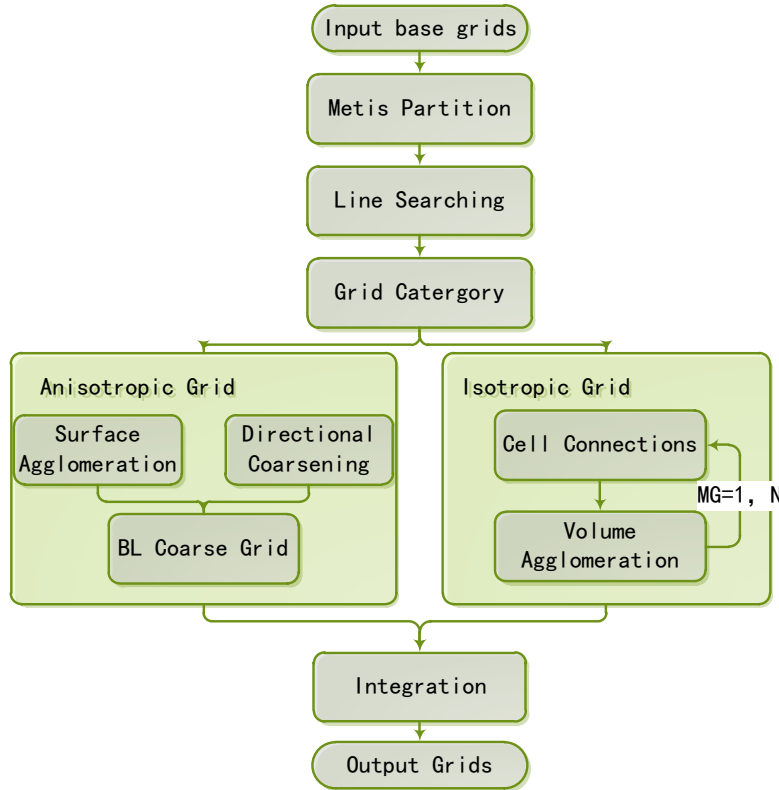 Input base grids
Metis Partition
Line Searching
Grid Catergory
Anisotropic Grid
Surface
Agglomeration
Directional
Coarsening
BL Coarse Grid
Isotropic Grid
Cell Connections
MG=1, N
Volume
Agglomeration
Integration
Output Grids